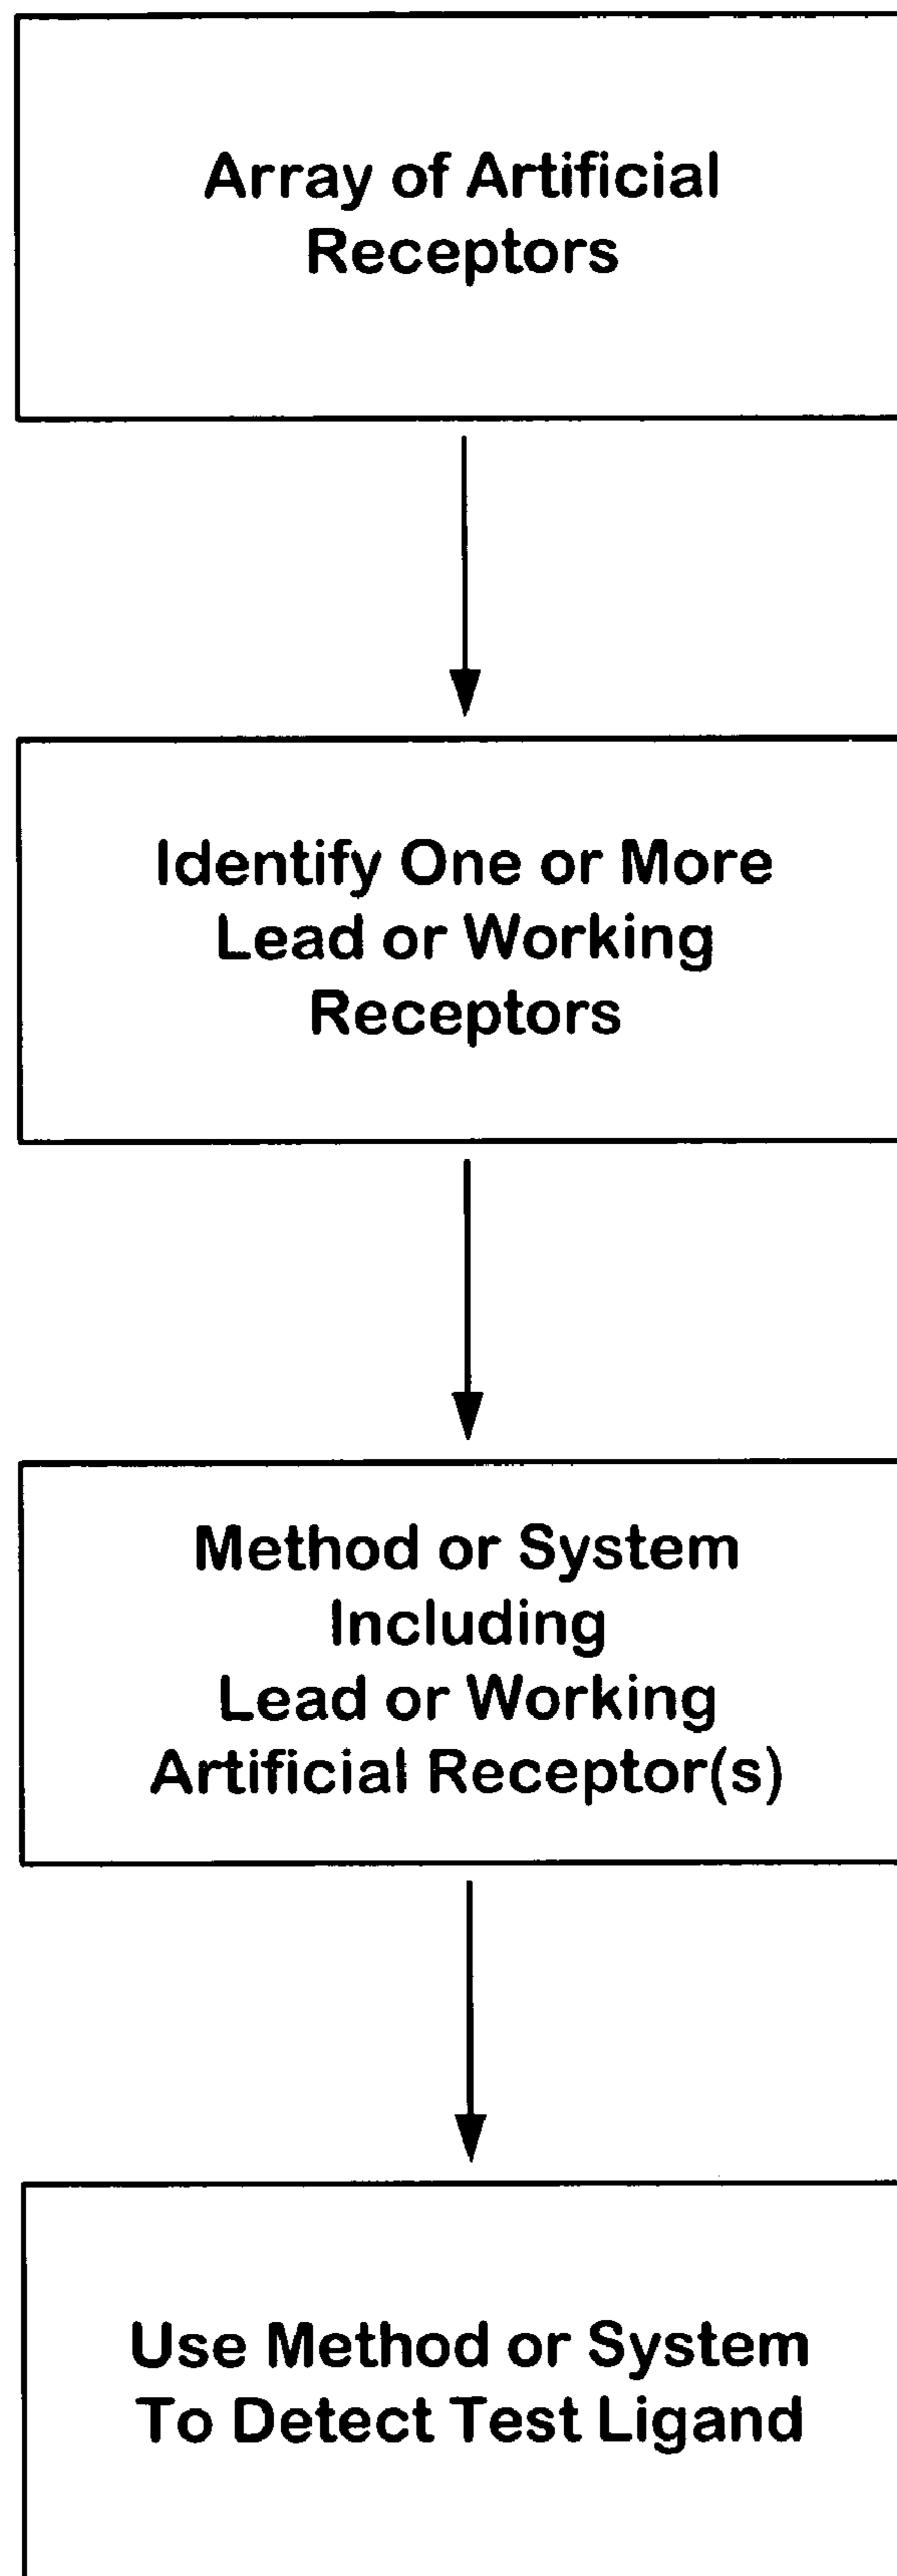 Array of Artificial
Receptors
Identify One or More
Lead or Working
Receptors
Method or System
Including
Lead or Working
Artificial Receptor(s)
Use Method or System
To Detect Test Ligand